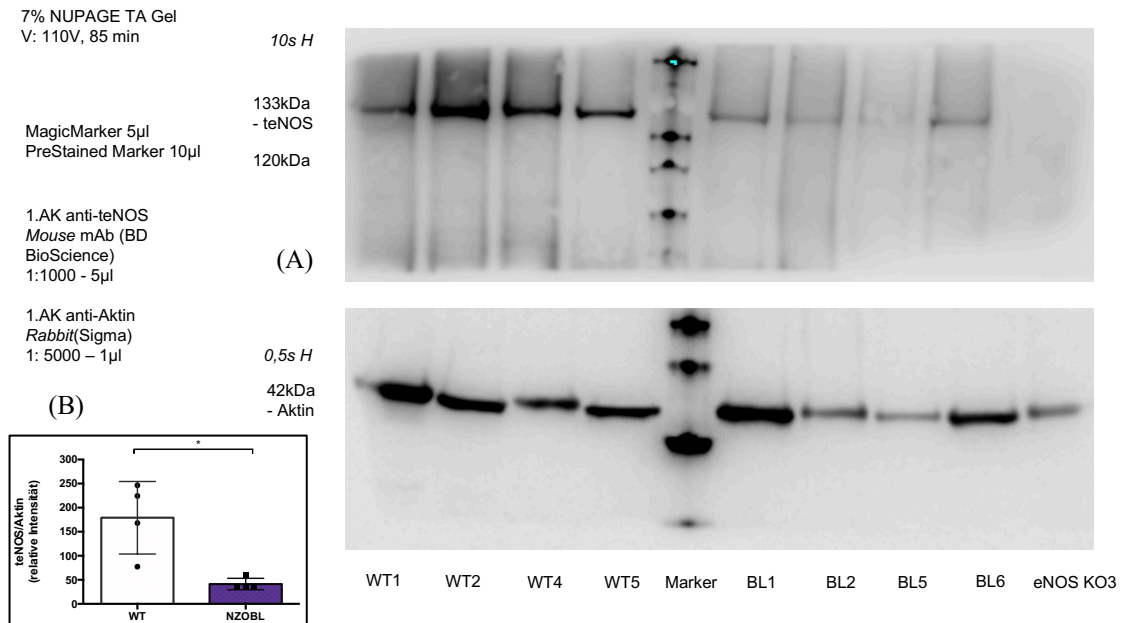 7% NUPAGE TA Gel
V: 110V, 85 min
10s H
133kDa
- teNOS
MagicMarker 5µl
PreStained Marker 10µl
120kDa
1.AK anti-teNOS
Mouse mAb (BD
BioScience)
1:1000 - 5µl
(A)
1.AK anti-Aktin
Rabbit(Sigma)
1: 5000 – 1µl
0,5s H
42kDa
- Aktin
(B)
*
teNOS/Aktin
(relative Intensität)
300
250
200
150
100
50
0
WT
NZOBL
WT1 WT2 WT4 WT5 Marker BL1 BL2 BL5 BL6 eNOS KO3